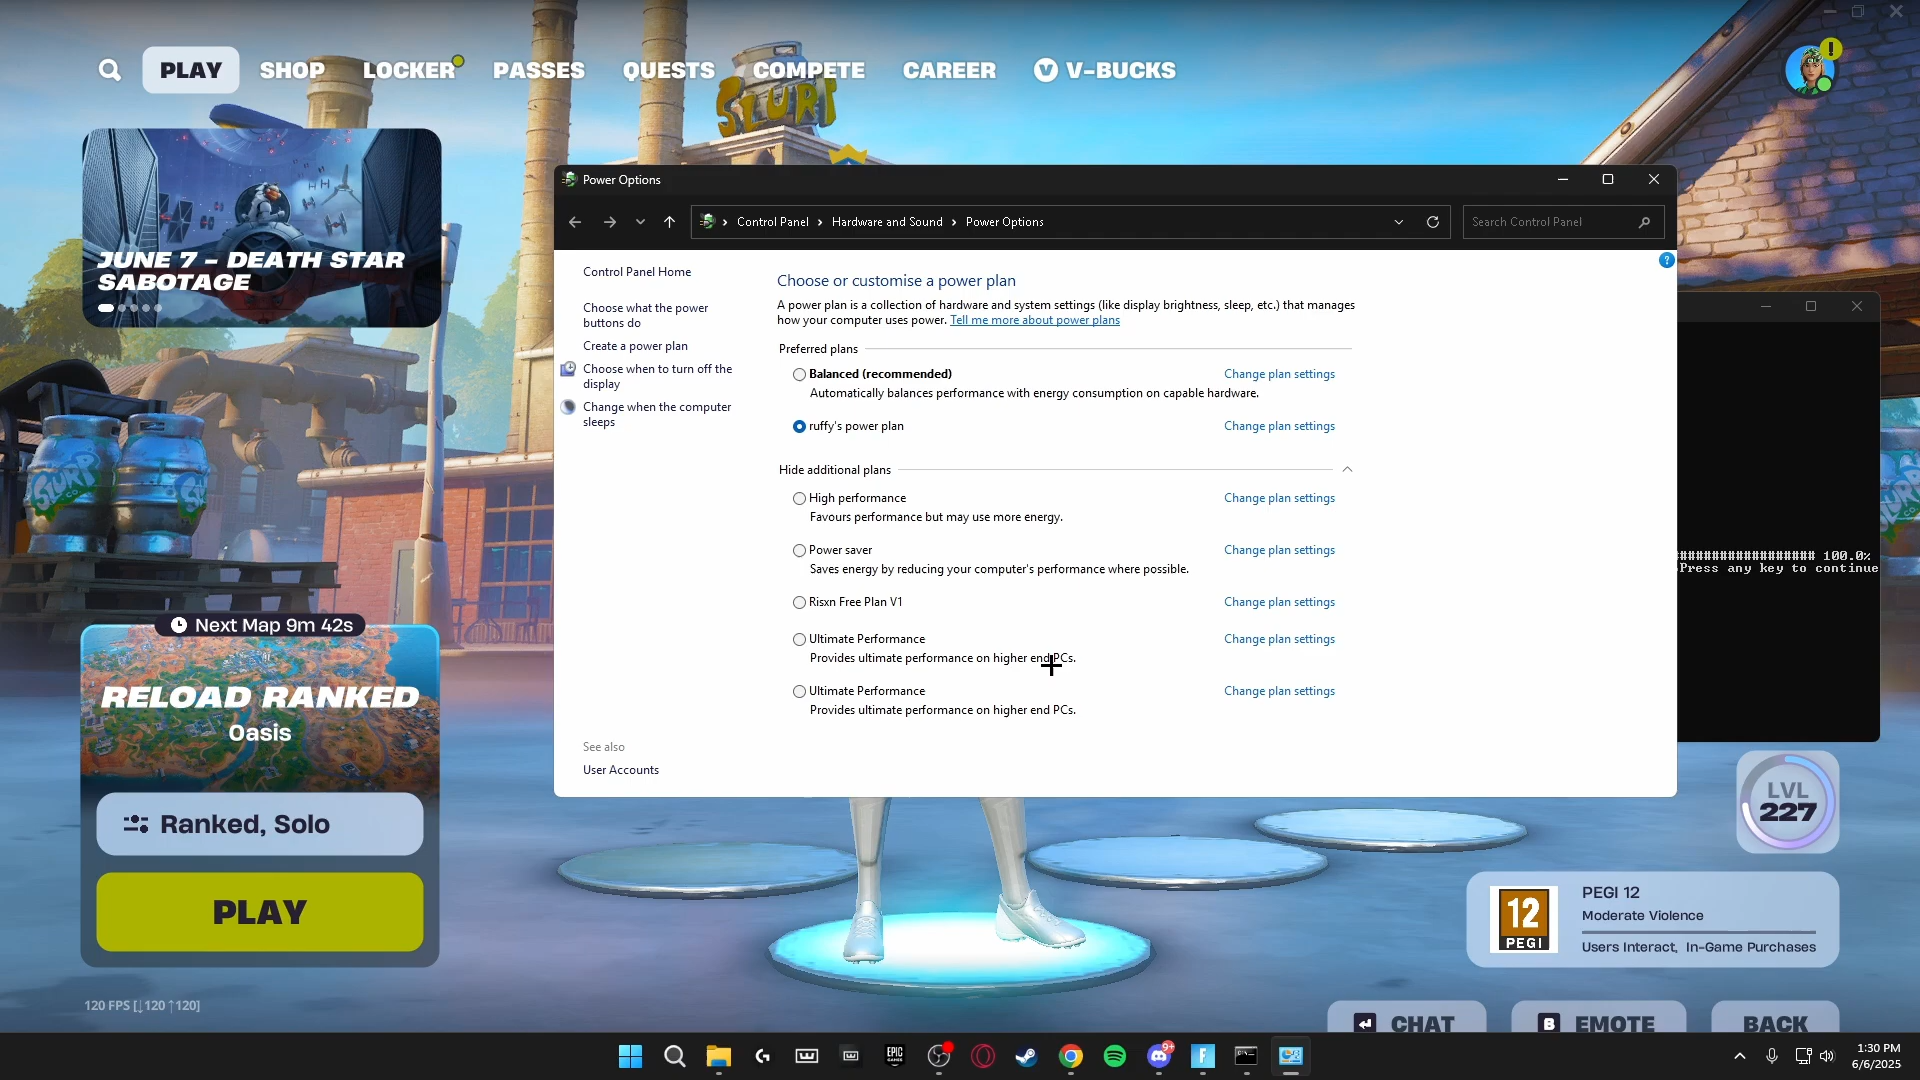 PLAY
SHOP
LOCKER
PASSES
QUESTS
COMPETE
CAREER
V-BUCKS
!
SLURP
JUNE 7 - DEATH STAR
SABOTAGE
Power Options
Control Panel
Hardware and Sound
Power Options
Search Control Panel
?
Control Panel Home
Choose what the power
buttons do
Create a power plan
Choose when to turn off the
display
Change when the computer
sleeps
See also
User Accounts
Choose or customise a power plan
A power plan is a collection of hardware and system settings (like display brightness, sleep, etc.) that manages
how your computer uses power. Tell me more about power plans
Preferred plans
Balanced (recommended) Change plan settings
Automatically balances performance with energy consumption on capable hardware.
ruffy's power plan Change plan settings
Hide additional plans
High performance Change plan settings
Favours performance but may use more energy.
Power saver Change plan settings
Saves energy by reducing your computer's performance where possible.
Risxn Free Plan V1 Change plan settings
Ultimate Performance Change plan settings
Provides ultimate performance on higher end PCs.
Ultimate Performance Change plan settings
Provides ultimate performance on higher end PCs.
################# 100.0%
Press any key to continue
SLURP
Next Map 9m 42s
RELOAD RANKED
Oasis
Ranked, Solo
PLAY
LVL
227
12
PEGI
PEGI 12
Moderate Violence
Users Interact, In-Game Purchases
120 FPS [↓120 ↑120]
CHAT
B EMOTE
BACK
EPIC
GAMES
9+
1:30 PM
6/6/2025